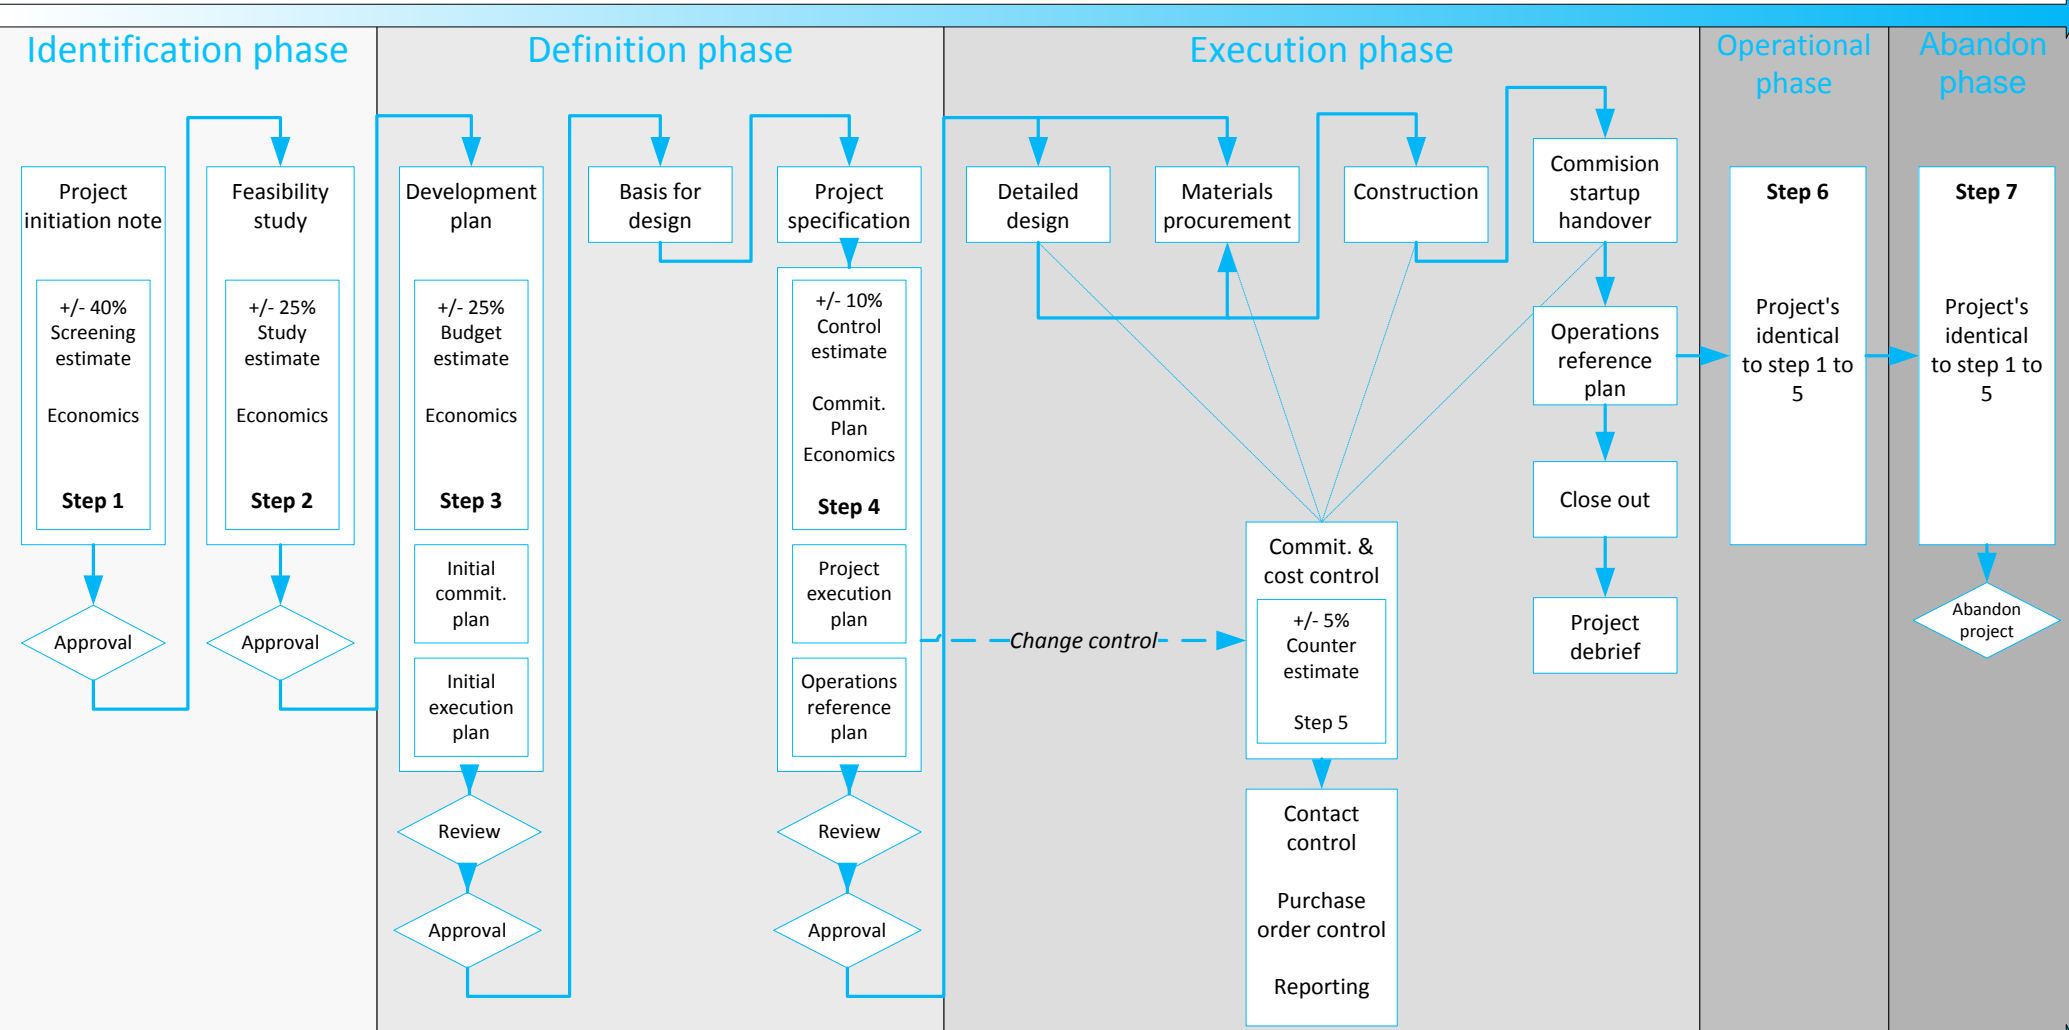 Identification phase
Definition phase
Execution phase
Operational
phase
Abandon
phase
Project
initiation note
+/- 40%
Screening
estimate
Economics
Step 1
Approval
Feasibility
study
+/- 25%
Study
estimate
Economics
Step 2
Approval
Development
plan
+/- 25%
Budget
estimate
Economics
Step 3
Initial
commit.
plan
Initial
execution
plan
Review
Approval
Basis for
design
Project
specification
+/- 10%
Control
estimate
Commit.
Plan
Economics
Step 4
Project
execution
plan
Operations
reference
plan
Review
Approval
Change control
Detailed
design
Materials
procurement
Construction
Commision
startup
handover
Operations
reference
plan
Close out
Project
debrief
Commit. &
cost control
+/- 5%
Counter
estimate
Step 5
Contact
control
Purchase
order control
Reporting
Step 6
Project's
identical
to step 1 to
5
Step 7
Project's
identical
to step 1 to
5
Abandon
project